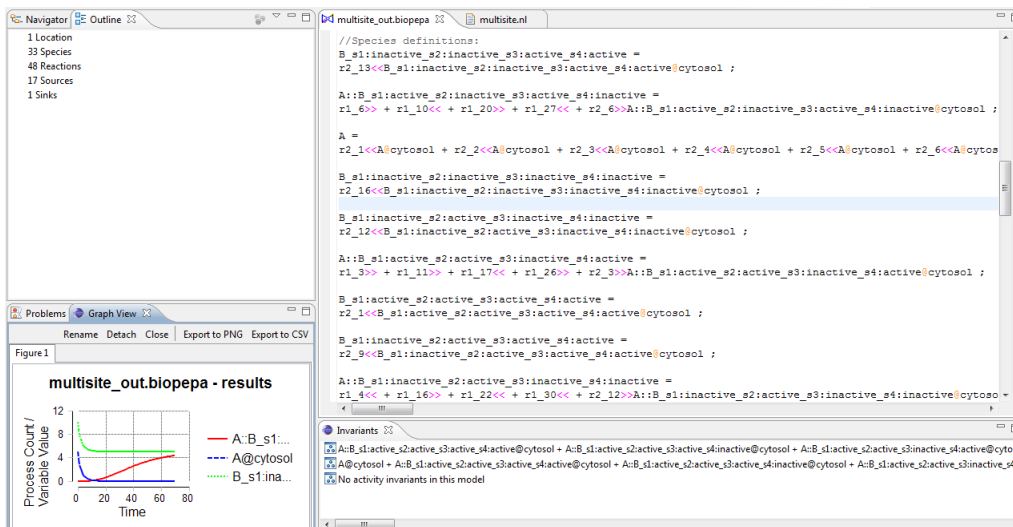 Navigator Outline
1 Location
33 Species
48 Reactions
17 Sources
1 Sinks
multisite_out.biopepa multisite.nl
//Species definitions:
B_s1:inactive_s2:inactive_s3:active_s4:active =
r2_13<<B_s1:inactive_s2:inactive_s3:active_s4:active@cytosol ;
A::B_s1:active_s2:inactive_s3:active_s4:inactive =
r1_6>> + r1_10<< + r1_20>> + r1_27<< + r2_6>>A::B_s1:active_s2:inactive_s3:active_s4:inactive@cytosol ;
A =
r2_1<<A@cytosol + r2_2<<A@cytosol + r2_3<<A@cytosol + r2_4<<A@cytosol + r2_5<<A@cytosol + r2_6<<A@cytos
B_s1:inactive_s2:inactive_s3:inactive_s4:inactive =
r2_16<<B_s1:inactive_s2:inactive_s3:inactive_s4:inactive@cytosol ;
B_s1:inactive_s2:active_s3:inactive_s4:inactive =
r2_12<<B_s1:inactive_s2:active_s3:inactive_s4:inactive@cytosol ;
A::B_s1:active_s2:active_s3:inactive_s4:active =
r1_3>> + r1_11>> + r1_17<< + r1_26>> + r2_3>>A::B_s1:active_s2:active_s3:inactive_s4:active@cytosol ;
B_s1:active_s2:active_s3:active_s4:active =
r2_1<<B_s1:active_s2:active_s3:active_s4:active@cytosol ;
B_s1:inactive_s2:active_s3:active_s4:active =
r2_9<<B_s1:inactive_s2:active_s3:active_s4:active@cytosol ;
A::B_s1:inactive_s2:active_s3:inactive_s4:inactive =
r1_4<< + r1_16>> + r1_22<< + r1_30<< + r2_12>>A::B_s1:inactive_s2:active_s3:inactive_s4:inactive@cytoso
Problems Graph View
Rename Detach Close Export to PNG Export to CSV
Figure 1
multisite_out.biopepa - results
Process Count /
Variable Value
12
8
4
0
0 20 40 60 80
Time
A::B_s1:...
A@cytosol
B_s1:ina...
Invariants
A::B_s1:active_s2:active_s3:active_s4:active@cytosol + A::B_s1:active_s2:active_s3:active_s4:inactive@cytosol + A::B_s1:active_s2:active_s3:inactive_s4:active@cyto
A@cytosol + A::B_s1:active_s2:active_s3:active_s4:active@cytosol + A::B_s1:active_s2:active_s3:active_s4:inactive@cytosol + A::B_s1:active_s2:active_s3:inactive_s4
No activity invariants in this model